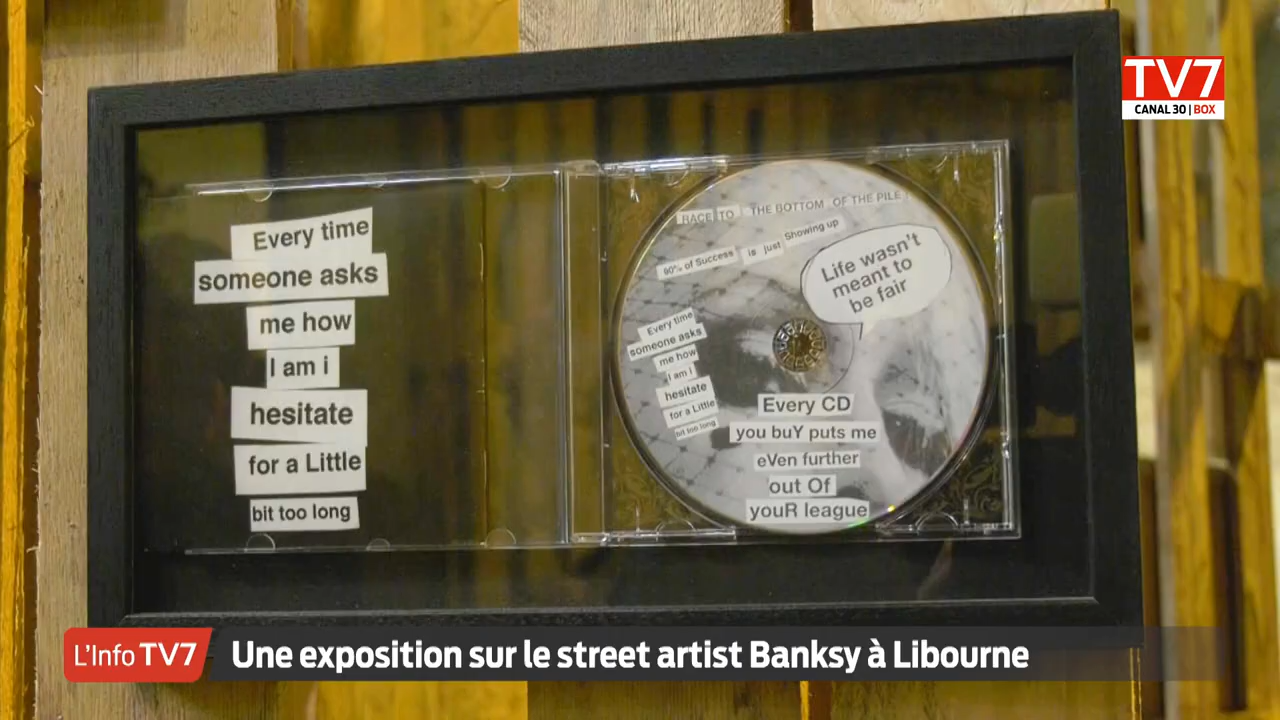 TV7
CANAL 30 | BOX
Every time
someone asks
me how
I am i
hesitate
for a Little
bit too long
RACE TO THE BOTTOM OF THE PILE
90% of Success is just Showing up
Life wasn't
meant to
be fair
Every time
someone asks
me how
I am i
hesitate
for a Little
bit too long
Every CD
you buY puts me
eVen further
out Of
youR league
L'Info TV7
Une exposition sur le street artist Banksy à Libourne